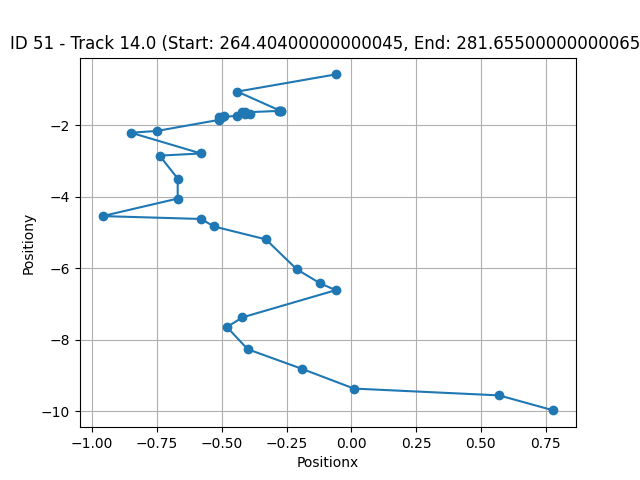 ID 51 - Track 14.0 (Start: 264.40400000000045, End: 281.65500000000065
−2
−4
−6
−8
−10
Positiony
−1.00 −0.75 −0.50 −0.25 0.00 0.25 0.50 0.75
Positionx